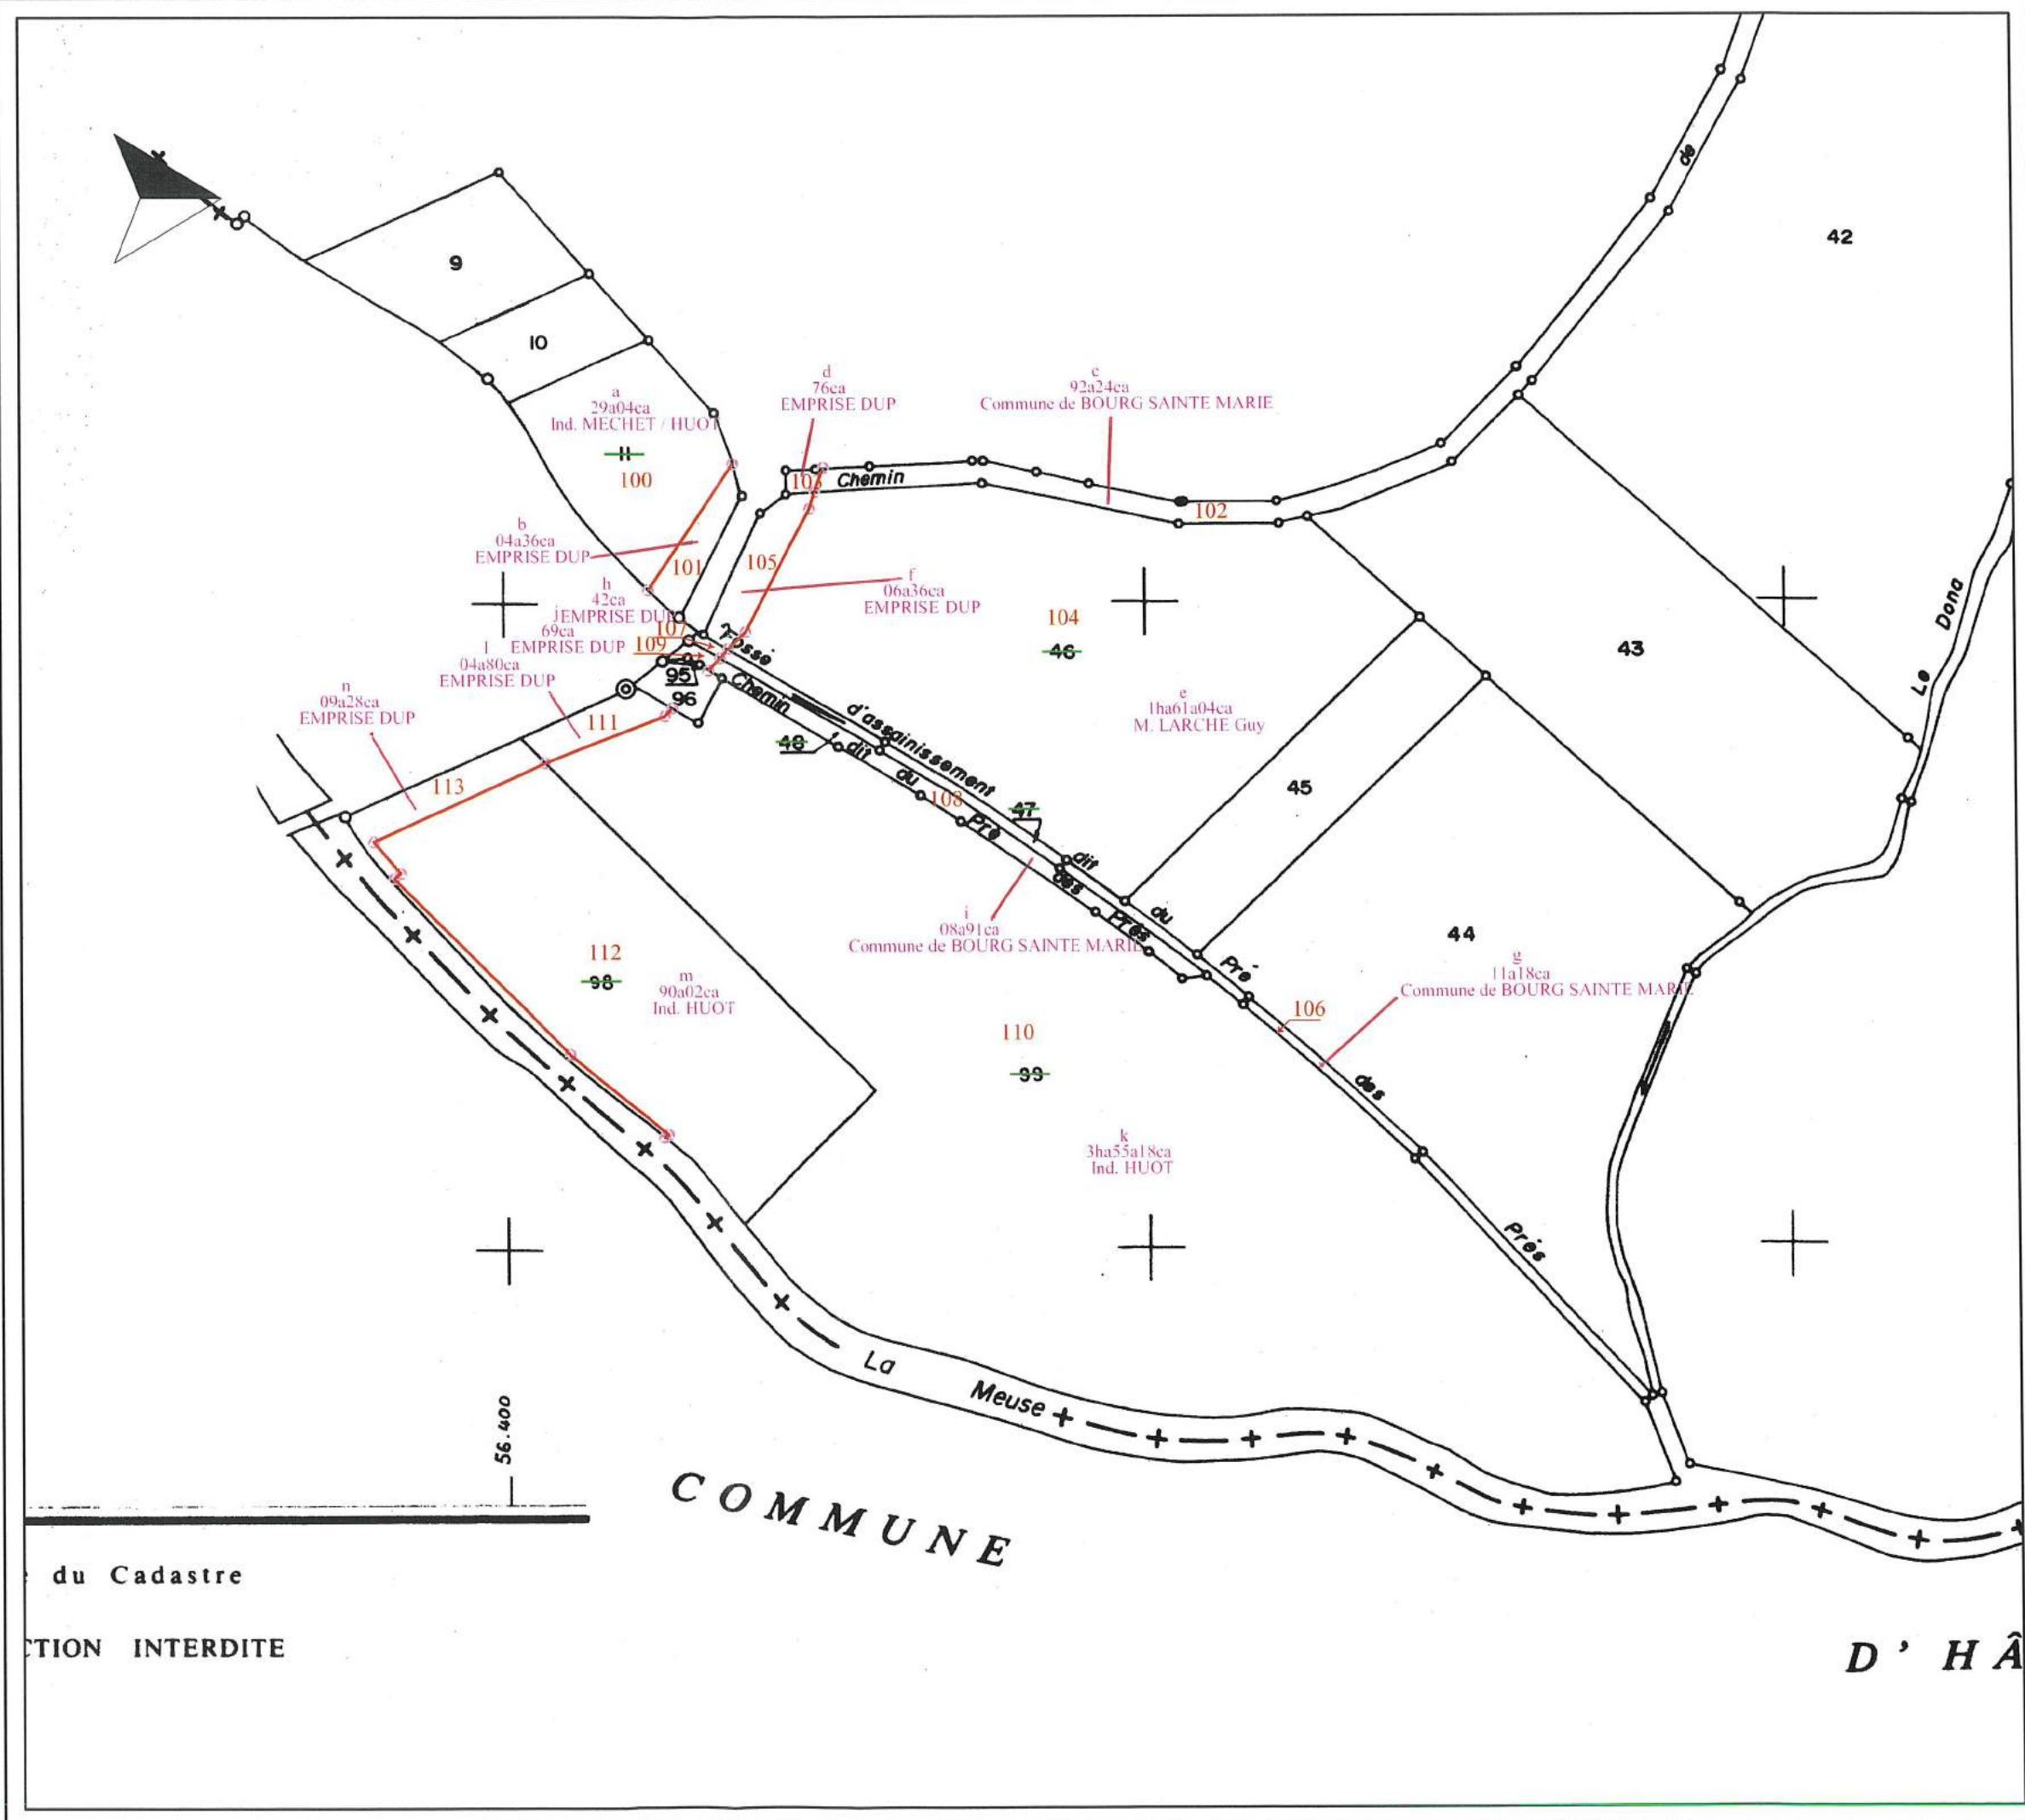 42
9
10
d
76ca
EMPRISE DUP
c
92a24ca
Commune de BOURG SAINTE MARIE
a
29a04ca
Ind. MECHET / HUOT
11
100
103
Chemin
de
102
b
04a36ca
EMPRISE DUP
101
105
f
06a36ca
EMPRISE DUP
h
42ca
EMPRISE DUP
j
69ca
EMPRISE DUP
107
109
l
04a80ca
EMPRISE DUP
n
09a28ca
EMPRISE DUP
95
96
111
113
104
46
e
1ha61a04ca
M. LARCHE Guy
43
Le Dona
45
Fossé d'assainissement dit du Pré des Prés
Chemin dit du Pré des Prés
48
108
47
i
08a91ca
Commune de BOURG SAINTE MARIE
44
g
11a18ca
Commune de BOURG SAINTE MARIE
106
112
98
m
90a02ca
Ind. HUOT
110
99
k
3ha55a18ca
Ind. HUOT
La Meuse
56.400
COMMUNE
du Cadastre
CTION INTERDITE
D' HÂ